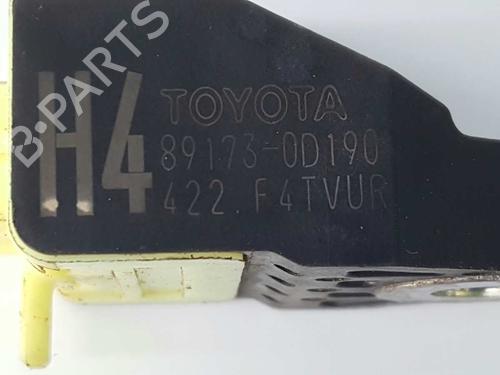 H4
TOYOTA
89173-0D190
422 F4TVUR
B-PARTS